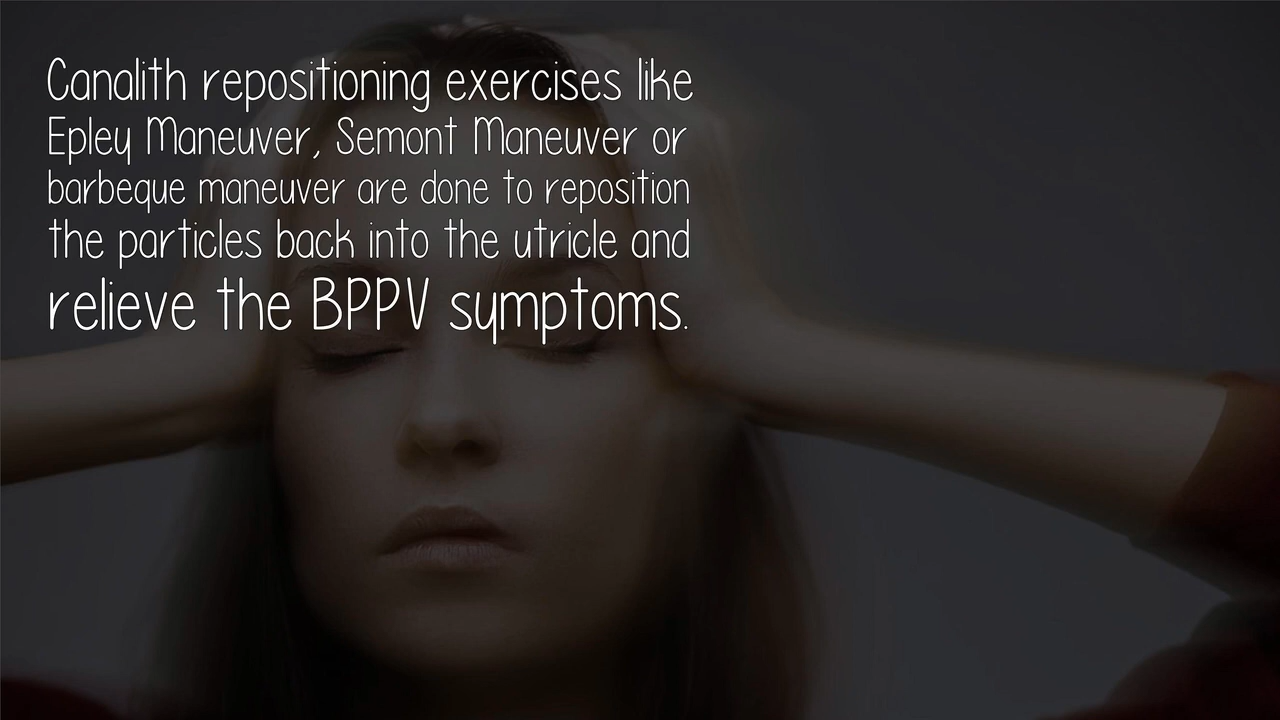 Canalith repositioning exercises like
Epley Maneuver, Semont Maneuver or
barbeque maneuver are done to reposition
the particles back into the utricle and
relieve the BPPV symptoms.